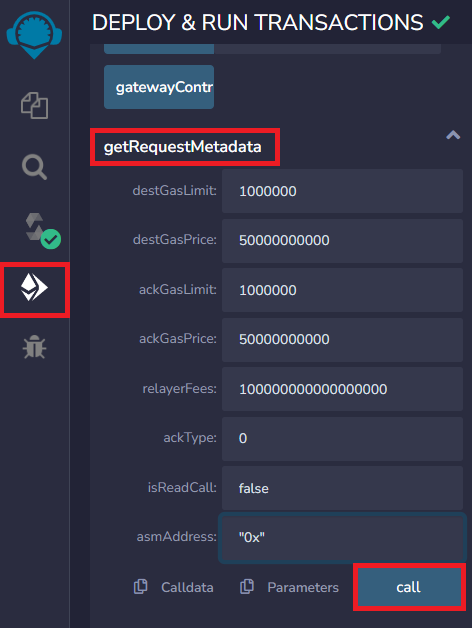 DEPLOY & RUN TRANSACTIONS
gatewayContr
getRequestMetadata
destGasLimit: 1000000
destGasPrice: 50000000000
ackGasLimit: 1000000
ackGasPrice: 50000000000
relayerFees: 100000000000000000
ackType: 0
isReadCall: false
asmAddress: "0x"
Calldata Parameters call